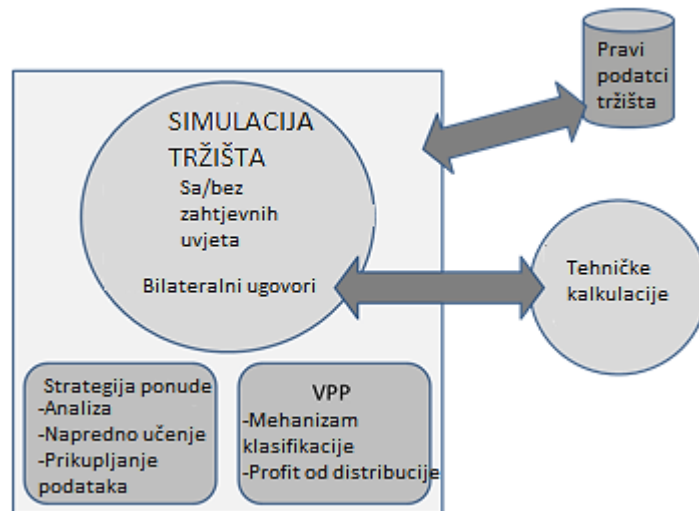 Pravi
podatci
tržišta
SIMULACIJA
TRŽIŠTA
Sa/bez
zahtjevnih
uvjeta
Bilateralni ugovori
Tehničke
kalkulacije
Strategija ponude
-Analiza
-Napredno učenje
-Prikupljanje
podataka
VPP
-Mehanizam
klasifikacije
-Profit od distribucije